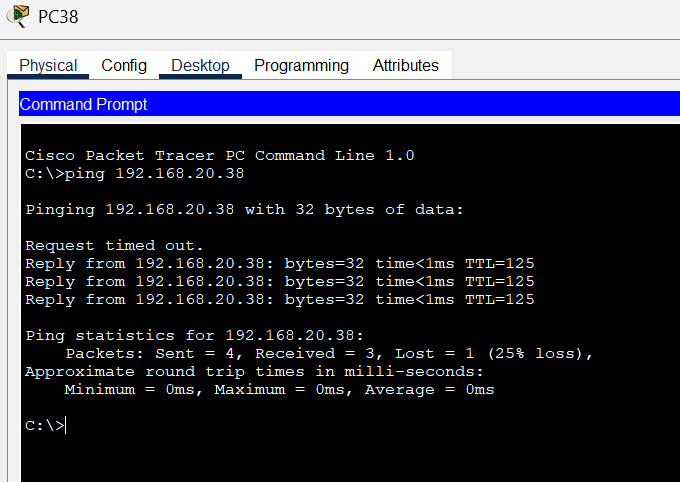 PC38
Physical Config Desktop Programming Attributes
Command Prompt
Cisco Packet Tracer PC Command Line 1.0
C:\>ping 192.168.20.38
Pinging 192.168.20.38 with 32 bytes of data:
Request timed out.
Reply from 192.168.20.38: bytes=32 time<1ms TTL=125
Reply from 192.168.20.38: bytes=32 time<1ms TTL=125
Reply from 192.168.20.38: bytes=32 time<1ms TTL=125
Ping statistics for 192.168.20.38:
    Packets: Sent = 4, Received = 3, Lost = 1 (25% loss),
Approximate round trip times in milli-seconds:
    Minimum = 0ms, Maximum = 0ms, Average = 0ms
C:\>